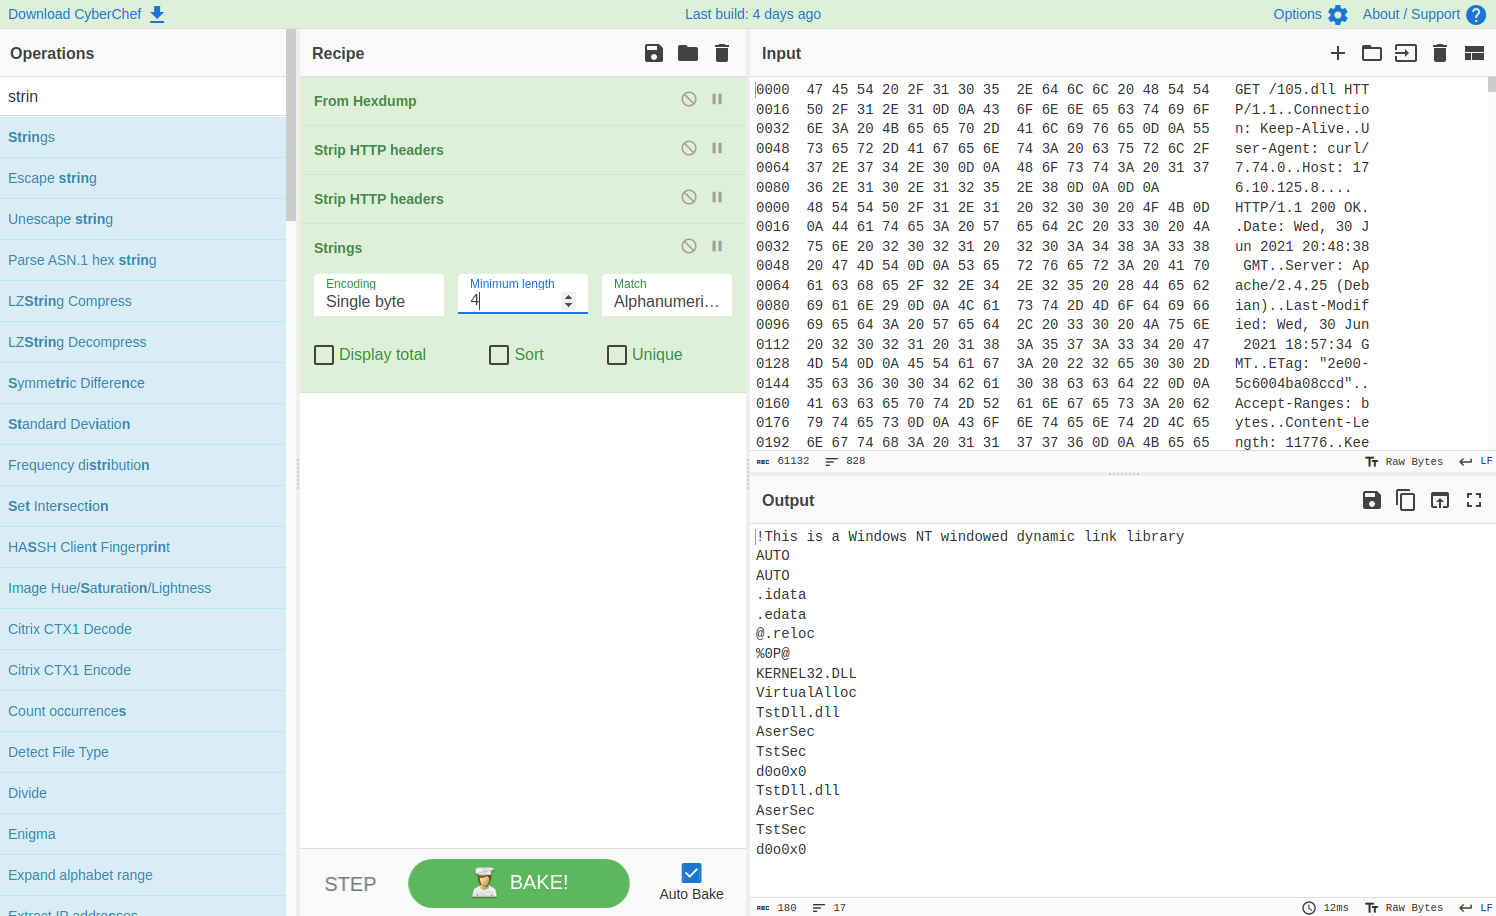 Download CyberChef
Last build: 4 days ago
Options
About / Support
Operations
strin
Strings
Escape string
Unescape string
Parse ASN.1 hex string
LZString Compress
LZString Decompress
Symmetric Difference
Standard Deviation
Frequency distribution
Set Intersection
HASSH Client Fingerprint
Image Hue/Saturation/Lightness
Citrix CTX1 Decode
Citrix CTX1 Encode
Count occurrences
Detect File Type
Divide
Enigma
Expand alphabet range
Extract IP addresses
Recipe
From Hexdump
Strip HTTP headers
Strip HTTP headers
Strings
Encoding
Single byte
Minimum length
4
Match
Alphanumeri…
Display total
Sort
Unique
STEP
BAKE!
Auto Bake
Input
0000  47 45 54 20 2F 31 30 35  2E 64 6C 6C 20 48 54 54   GET /105.dll HTT
0016  50 2F 31 2E 31 0D 0A 43  6F 6E 6E 65 63 74 69 6F   P/1.1..Connectio
0032  6E 3A 20 4B 65 65 70 2D  41 6C 69 76 65 0D 0A 55   n: Keep-Alive..U
0048  73 65 72 2D 41 67 65 6E  74 3A 20 63 75 72 6C 2F   ser-Agent: curl/
0064  37 2E 37 34 2E 30 0D 0A  48 6F 73 74 3A 20 31 37   7.74.0..Host: 17
0080  36 2E 31 30 2E 31 32 35  2E 38 0D 0A 0D 0A         6.10.125.8....
0000  48 54 54 50 2F 31 2E 31  20 32 30 30 20 4F 4B 0D   HTTP/1.1 200 OK.
0016  0A 44 61 74 65 3A 20 57  65 64 2C 20 33 30 20 4A   .Date: Wed, 30 J
0032  75 6E 20 32 30 32 31 20  32 30 3A 34 38 3A 33 38   un 2021 20:48:38
0048  20 47 4D 54 0D 0A 53 65  72 76 65 72 3A 20 41 70    GMT..Server: Ap
0064  61 63 68 65 2F 32 2E 34  2E 32 35 20 28 44 65 62   ache/2.4.25 (Deb
0080  69 61 6E 29 0D 0A 4C 61  73 74 2D 4D 6F 64 69 66   ian)..Last-Modif
0096  69 65 64 3A 20 57 65 64  2C 20 33 30 20 4A 75 6E   ied: Wed, 30 Jun
0112  20 32 30 32 31 20 31 38  3A 35 37 3A 33 34 20 47    2021 18:57:34 G
0128  4D 54 0D 0A 45 54 61 67  3A 20 22 32 65 30 30 2D   MT..ETag: "2e00-
0144  35 63 36 30 30 34 62 61  30 38 63 63 64 22 0D 0A   5c6004ba08ccd"..
0160  41 63 63 65 70 74 2D 52  61 6E 67 65 73 3A 20 62   Accept-Ranges: b
0176  79 74 65 73 0D 0A 43 6F  6E 74 65 6E 74 2D 4C 65   ytes..Content-Le
0192  6E 67 74 68 3A 20 31 31  37 37 36 0D 0A 4B 65 65   ngth: 11776..Kee
ABC 61132 828 Raw Bytes LF
Output
!This is a Windows NT windowed dynamic link library
AUTO
AUTO
.idata
.edata
@.reloc
%0P@
KERNEL32.DLL
VirtualAlloc
TstDll.dll
AserSec
TstSec
d0o0x0
TstDll.dll
AserSec
TstSec
d0o0x0
ABC 180 17 12ms Raw Bytes LF